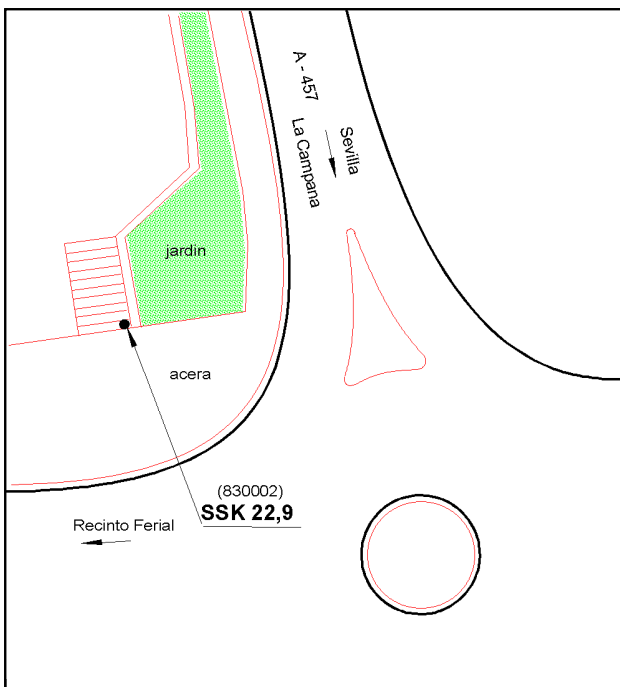 A - 457
Sevilla
La Campana
jardin
acera
(830002)
SSK 22,9
Recinto Ferial